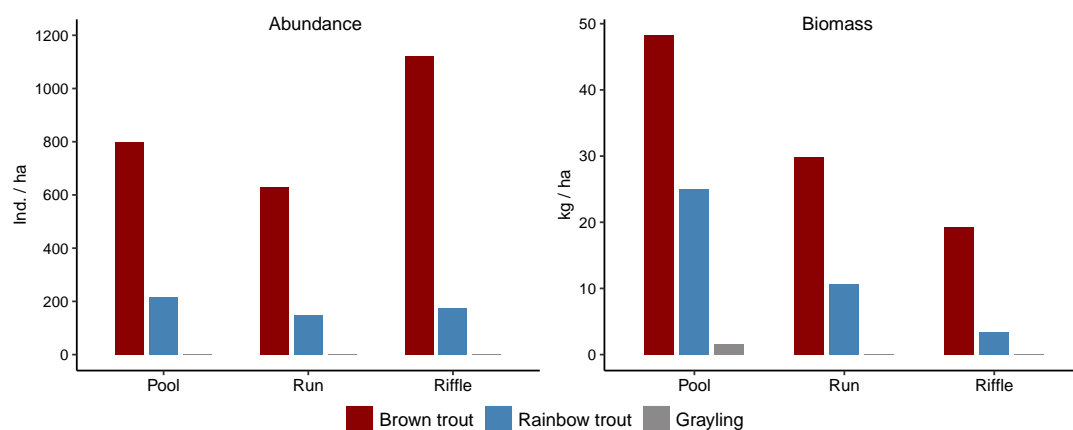 Abundance
Ind. / ha
1200
1000
800
600
400
200
0
Pool Run Riffle
Biomass
kg / ha
50
40
30
20
10
0
Pool Run Riffle
Brown trout Rainbow trout Grayling